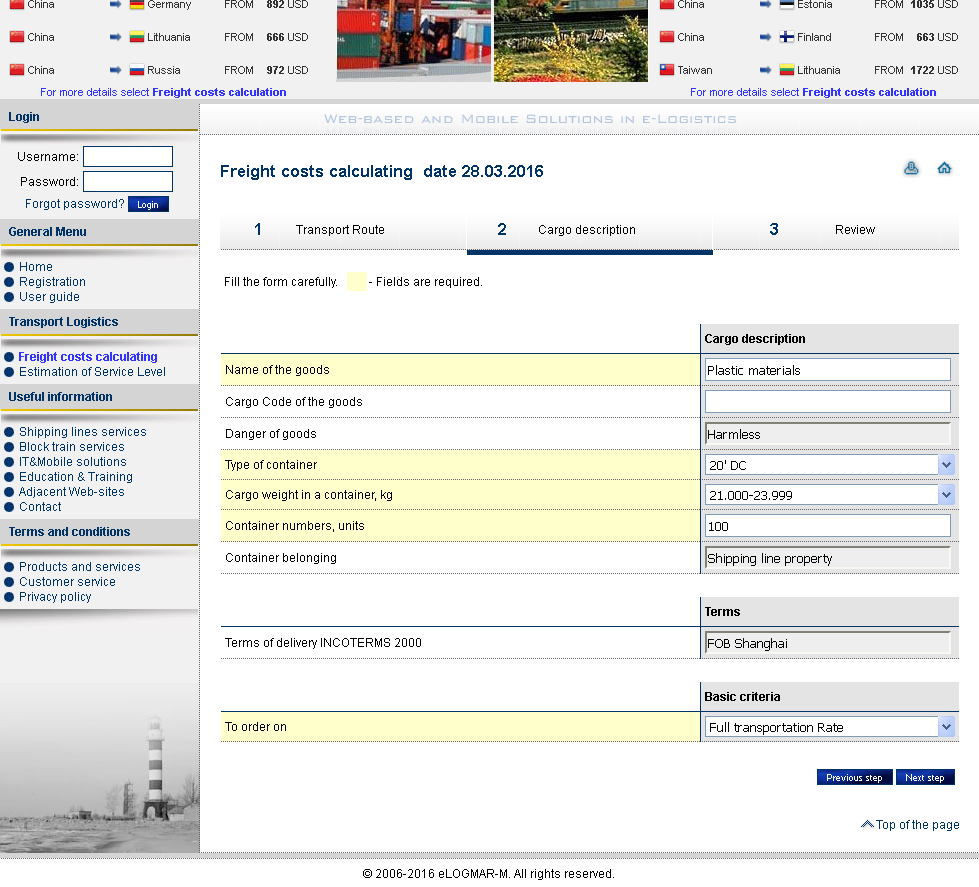 China Germany FROM 892 USD
China Lithuania FROM 666 USD
China Russia FROM 972 USD
For more details select Freight costs calculation
China Estonia FROM 1035 USD
China Finland FROM 663 USD
Taiwan Lithuania FROM 1722 USD
For more details select Freight costs calculation
Web-based and Mobile Solutions in e-Logistics
Login
Username:
Password:
Forgot password? Login
General Menu
Home
Registration
User guide
Transport Logistics
Freight costs calculating
Estimation of Service Level
Useful information
Shipping lines services
Block train services
IT&Mobile solutions
Education & Training
Adjacent Web-sites
Contact
Terms and conditions
Products and services
Customer service
Privacy policy
Freight costs calculating date 28.03.2016
1 Transport Route 2 Cargo description 3 Review
Fill the form carefully. - Fields are required.
Cargo description
Name of the goods Plastic materials
Cargo Code of the goods
Danger of goods Harmless
Type of container 20' DC
Cargo weight in a container, kg 21.000-23.999
Container numbers, units 100
Container belonging Shipping line property
Terms
Terms of delivery INCOTERMS 2000 FOB Shanghai
Basic criteria
To order on Full transportation Rate
Previous step Next step
Top of the page
© 2006-2016 eLOGMAR-M. All rights reserved.